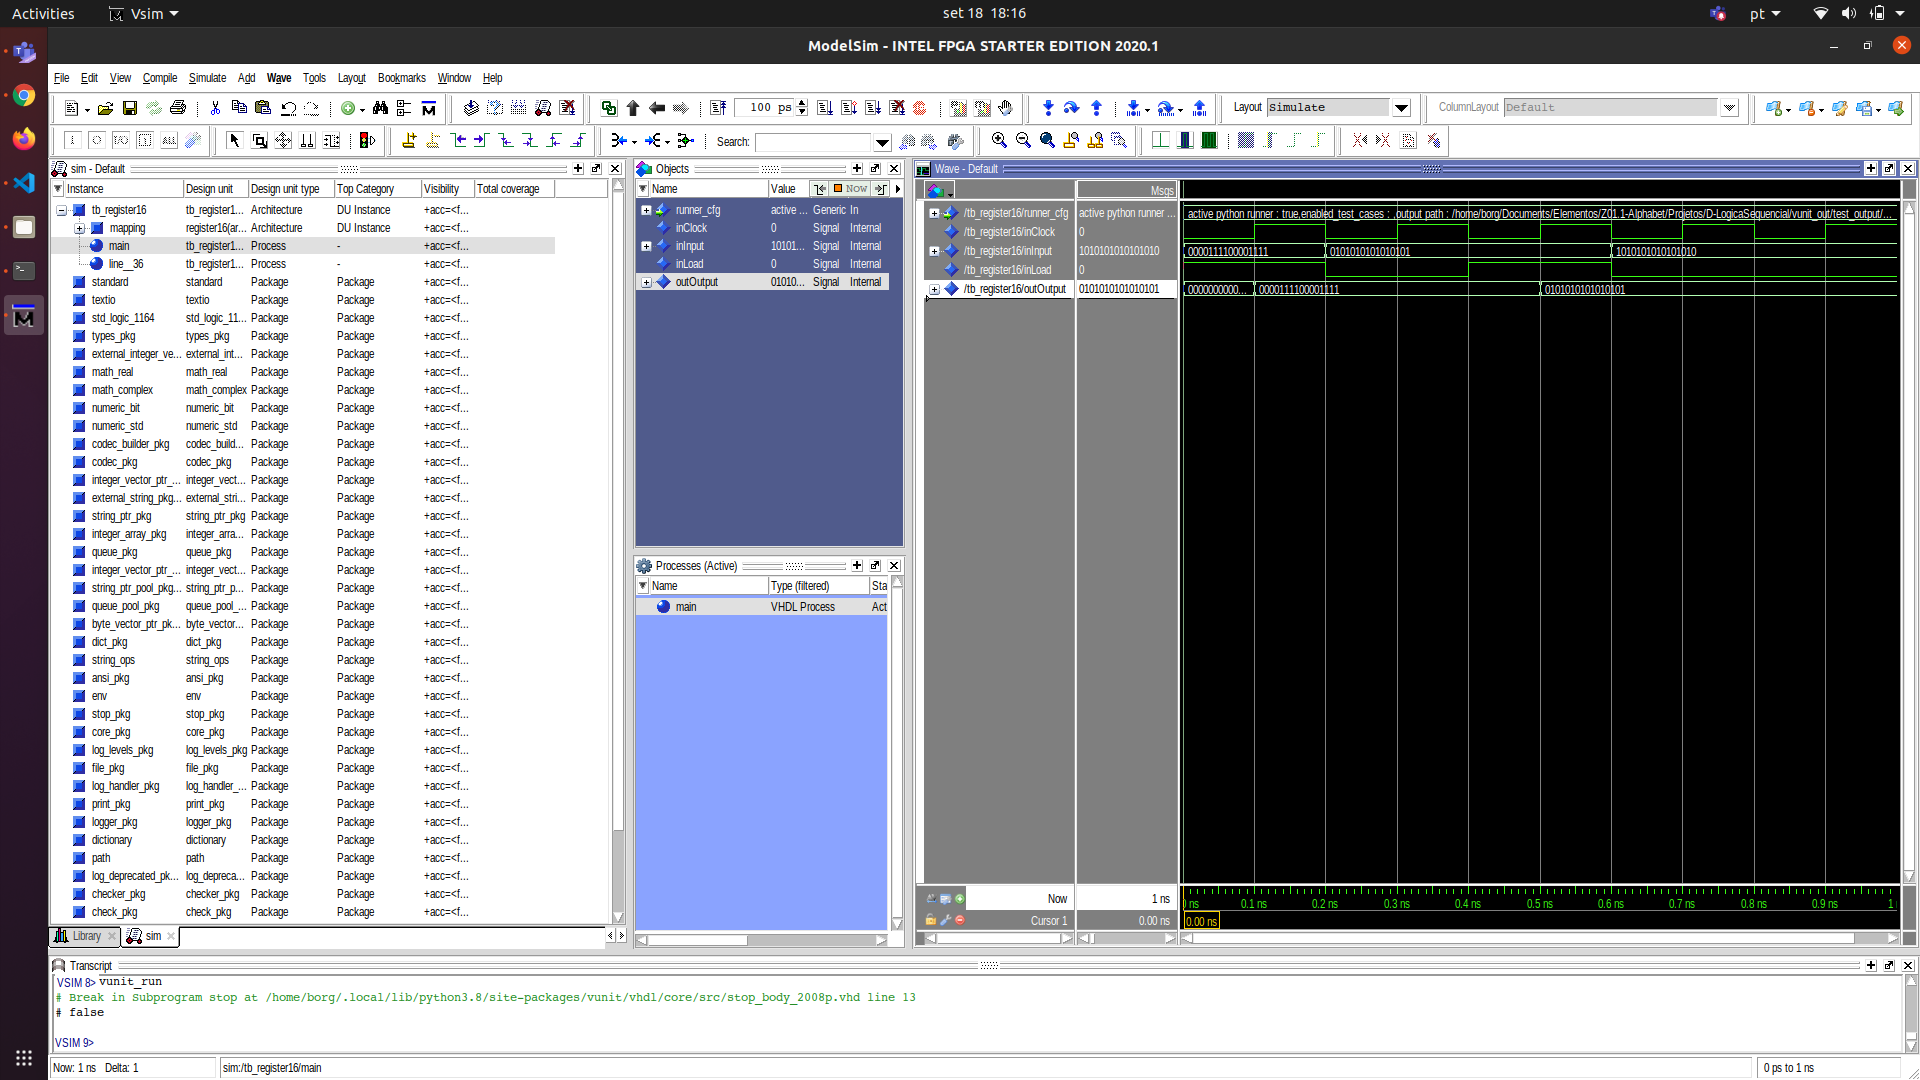 Activities
Vsim
set 18 18:16
pt
ModelSim - INTEL FPGA STARTER EDITION 2020.1
File Edit View Compile Simulate Add Wave Tools Layout Bookmarks Window Help
100 ps
Layout Simulate
ColumnLayout Default
Search:
sim - Default
Instance Design unit Design unit type Top Category Visibility Total coverage
tb_register16 tb_register1... Architecture DU Instance +acc=<f...
mapping register16(ar... Architecture DU Instance +acc=<f...
main tb_register1... Process - +acc=<f...
line__36 tb_register1... Process - +acc=<f...
standard standard Package Package +acc=<f...
textio textio Package Package +acc=<f...
std_logic_1164 std_logic_11... Package Package +acc=<f...
types_pkg types_pkg Package Package +acc=<f...
external_integer_ve... external_int... Package Package +acc=<f...
math_real math_real Package Package +acc=<f...
math_complex math_complex Package Package +acc=<f...
numeric_bit numeric_bit Package Package +acc=<f...
numeric_std numeric_std Package Package +acc=<f...
codec_builder_pkg codec_build... Package Package +acc=<f...
codec_pkg codec_pkg Package Package +acc=<f...
integer_vector_ptr_... integer_vect... Package Package +acc=<f...
external_string_pkg... external_stri... Package Package +acc=<f...
string_ptr_pkg string_ptr_pkg Package Package +acc=<f...
integer_array_pkg integer_arra... Package Package +acc=<f...
queue_pkg queue_pkg Package Package +acc=<f...
integer_vector_ptr_... integer_vect... Package Package +acc=<f...
string_ptr_pool_pkg... string_ptr_p... Package Package +acc=<f...
queue_pool_pkg queue_pool_... Package Package +acc=<f...
byte_vector_ptr_pk... byte_vector... Package Package +acc=<f...
dict_pkg dict_pkg Package Package +acc=<f...
string_ops string_ops Package Package +acc=<f...
ansi_pkg ansi_pkg Package Package +acc=<f...
env env Package Package +acc=<f...
stop_pkg stop_pkg Package Package +acc=<f...
core_pkg core_pkg Package Package +acc=<f...
log_levels_pkg log_levels_pkg Package Package +acc=<f...
file_pkg file_pkg Package Package +acc=<f...
log_handler_pkg log_handler_... Package Package +acc=<f...
print_pkg print_pkg Package Package +acc=<f...
logger_pkg logger_pkg Package Package +acc=<f...
dictionary dictionary Package Package +acc=<f...
path path Package Package +acc=<f...
log_deprecated_pk... log_depreca... Package Package +acc=<f...
checker_pkg checker_pkg Package Package +acc=<f...
check_pkg check_pkg Package Package +acc=<f...
Library sim
Objects
Name Value Now
runner_cfg active ... Generic In
inClock 0 Signal Internal
inInput 10101... Signal Internal
inLoad 0 Signal Internal
outOutput 01010... Signal Internal
Processes (Active)
Name Type (filtered) Sta
main VHDL Process Act
Wave - Default
Msgs
/tb_register16/runner_cfg active python runner ... active python runner : true,enabled_test_cases : ,output path : /home/borg/Documents/Elementos/Z01.1-Alphabet/Projetos/D-LogicaSequencial/vunit_out/test_output/...
/tb_register16/inClock 0
/tb_register16/inInput 1010101010101010 0000111100001111 0101010101010101 1010101010101010
/tb_register16/inLoad 0
/tb_register16/outOutput 0101010101010101 0000000000... 0000111100001111 0101010101010101
Now 1 ns
ns 0.1 ns 0.2 ns 0.3 ns 0.4 ns 0.5 ns 0.6 ns 0.7 ns 0.8 ns 0.9 ns 1
Cursor 1 0.00 ns 0.00 ns
Transcript
VSIM 8> vunit_run
# Break in Subprogram stop at /home/borg/.local/lib/python3.8/site-packages/vunit/vhdl/core/src/stop_body_2008p.vhd line 13
# false
VSIM 9>
Now: 1 ns Delta: 1 sim:/tb_register16/main 0 ps to 1 ns